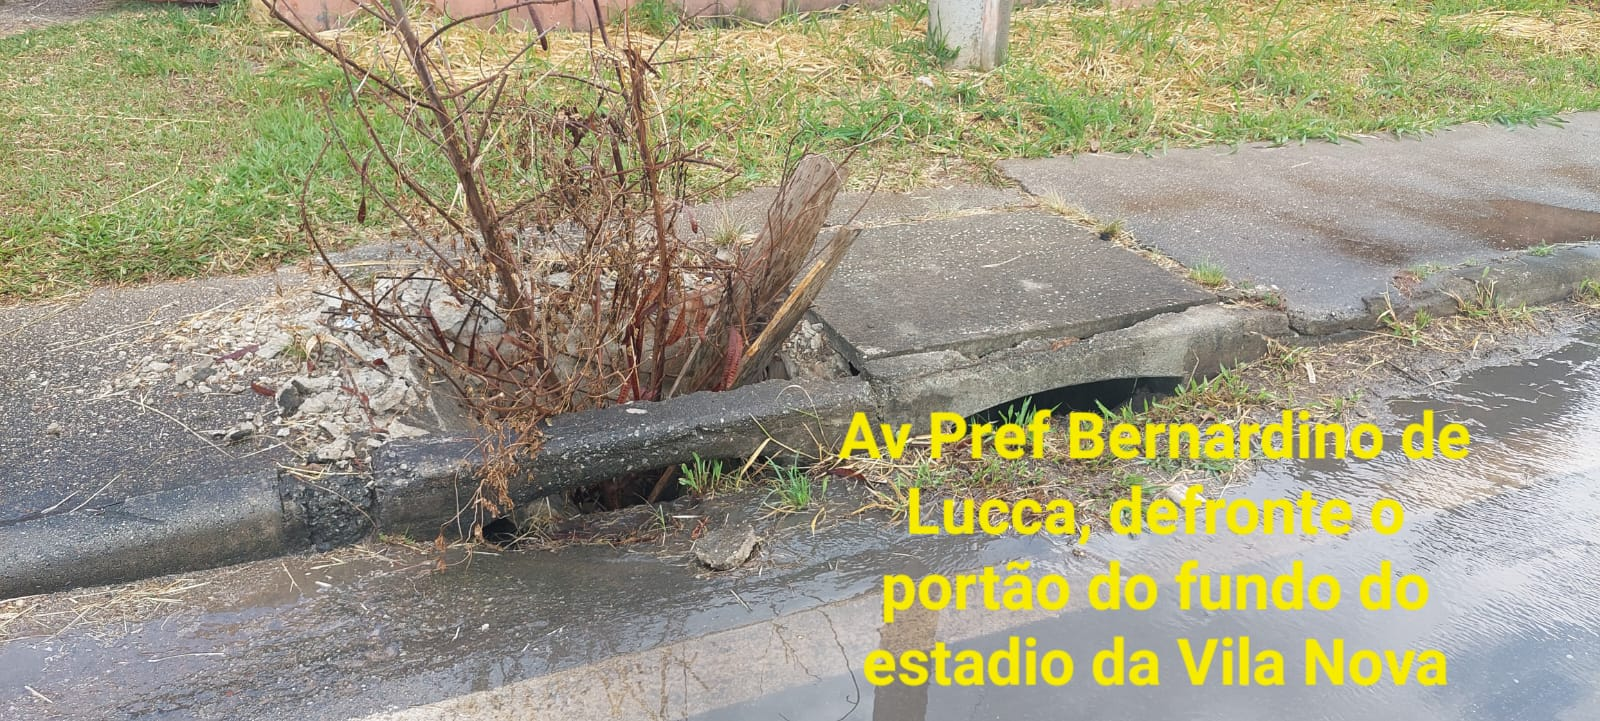 Av Pref Bernardino de
Lucca, defronte o
portão do fundo do
estadio da Vila Nova